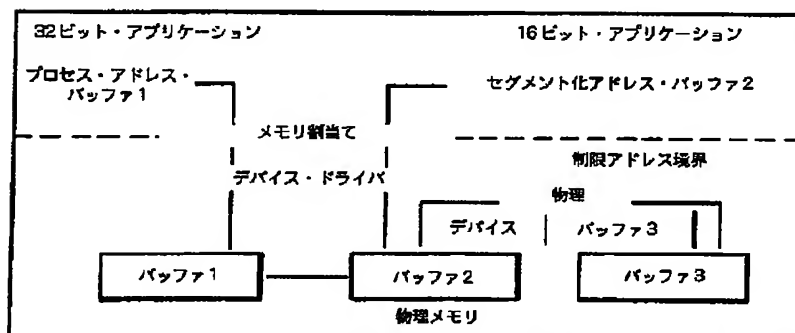 32ビット・アプリケーション
16ビット・アプリケーション
プロセス・アドレス・
バッファ1
セグメント化アドレス・バッファ2
メモリ割当て
制限アドレス境界
デバイス・ドライバ
物理
デバイス
バッファ3
バッファ1
バッファ2
バッファ3
物理メモリ